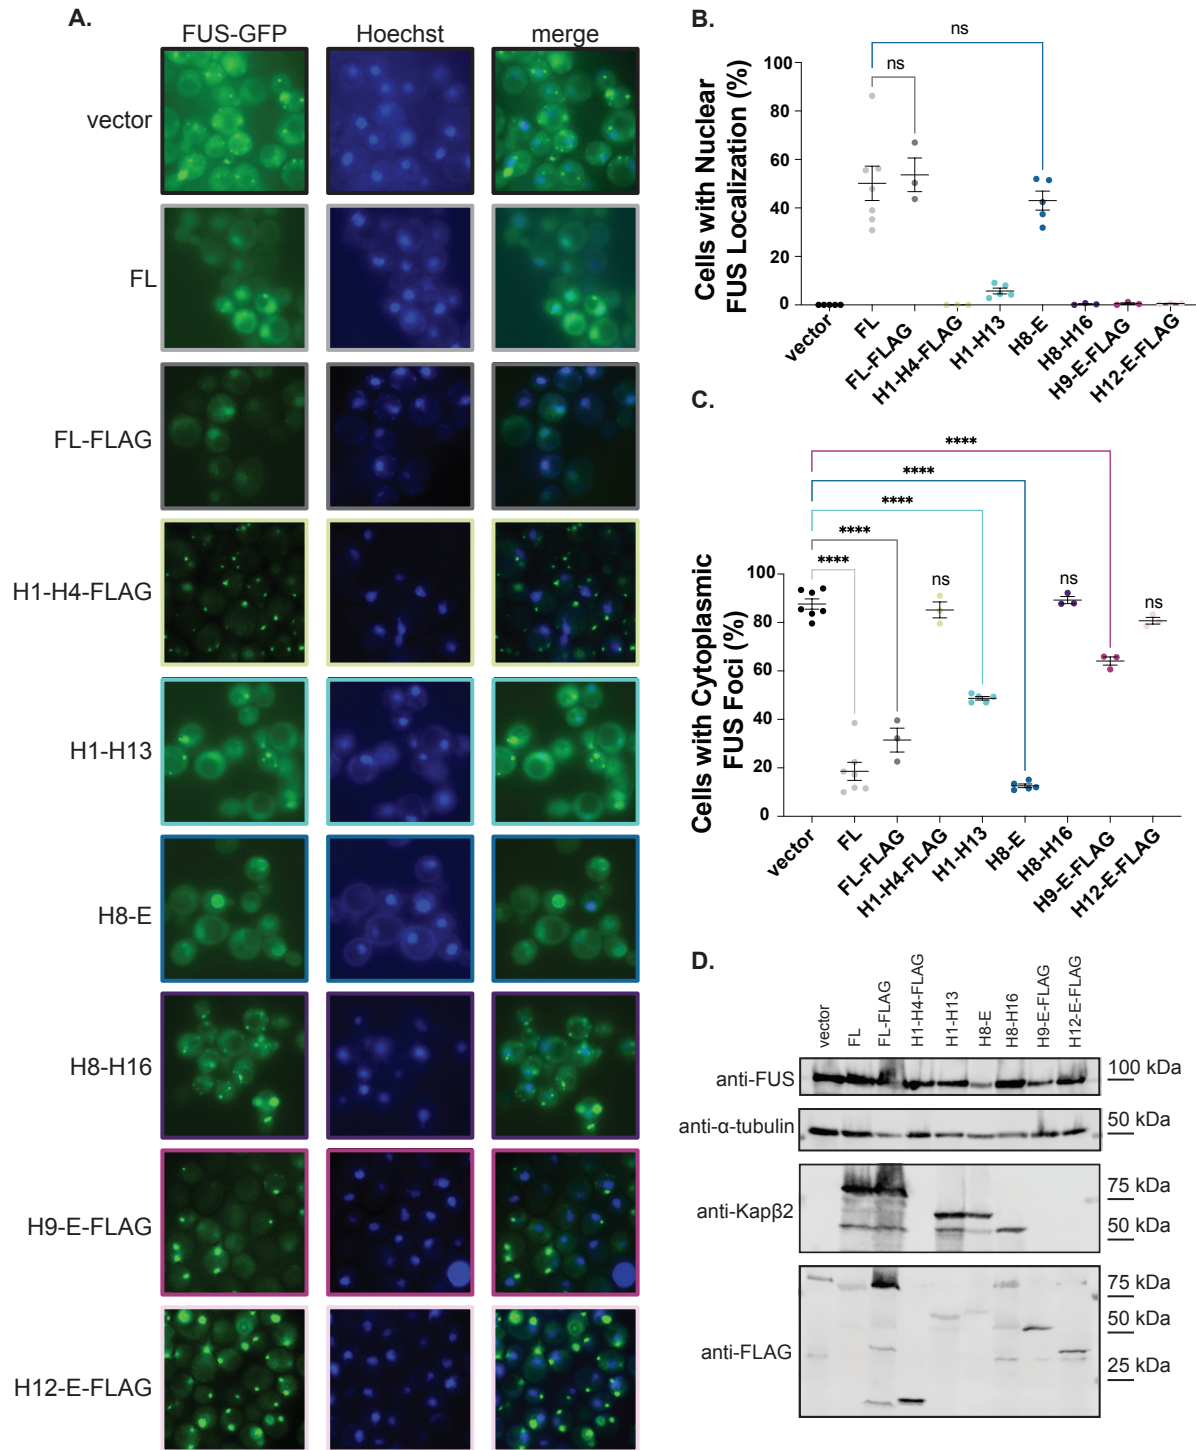 A.
FUS-GFP Hoechst merge
vector
FL
FL-FLAG
H1-H4-FLAG
H1-H13
H8-E
H8-H16
H9-E-FLAG
H12-E-FLAG
B.
Cells with Nuclear
FUS Localization (%)
100
80
60
40
20
0
ns
ns
vector
FL
FL-FLAG
H1-H4-FLAG
H1-H13
H8-E
H8-H16
H9-E-FLAG
H12-E-FLAG
C.
Cells with Cytoplasmic
FUS Foci (%)
100
80
60
40
20
0
****
****
****
****
****
ns
ns
ns
vector
FL
FL-FLAG
H1-H4-FLAG
H1-H13
H8-E
H8-H16
H9-E-FLAG
H12-E-FLAG
D.
vector
FL
FL-FLAG
H1-H4-FLAG
H1-H13
H8-E
H8-H16
H9-E-FLAG
H12-E-FLAG
anti-FUS
100 kDa
anti-α-tubulin
50 kDa
anti-Kapβ2
75 kDa
50 kDa
anti-FLAG
75 kDa
50 kDa
25 kDa